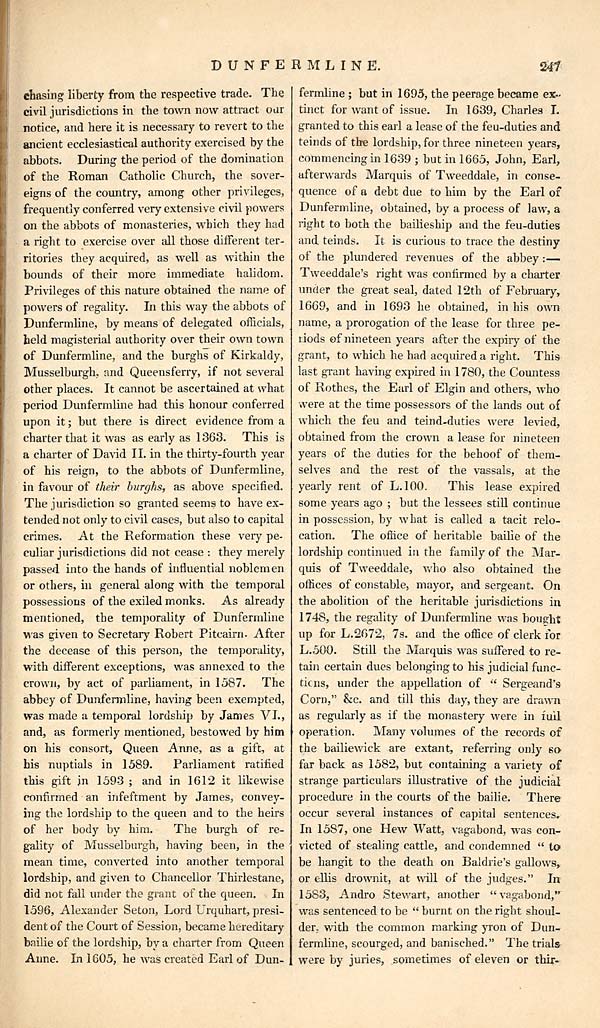 DUNFERMLINE.
247
chasing liberty from the respective trade. The
civil jurisdictions in the town now attract our
notice, and here it is necessary to revert to the
ancient ecclesiastical authority exercised by the
abbots. During the period of the domination
of the Roman Catholic Church, the sover-
eigns of the country, among other privileges,
frequently conferred very extensive civil powers
on the abbots of monasteries, which they had
a right to exercise over all those different ter-
ritories they acquired, as well as within the
bounds of their more immediate halidom.
Privileges of this nature obtained the name of
powers of regality. In this way the abbots of
Dunfermline, by means of delegated officials,
held magisterial authority over their own town
of Dunfermline, and the burghs of Kirkaldy,
Musselburgh, and Queensferry, if not several
other places. It cannot be ascertained at what
period Dunfermline had this honour conferred
upon it; but there is direct evidence from a
charter that it was as early as 1363. This is
a charter of David II. in the thirty-fourth year
of his reign, to the abbots of Dunfermline,
in favour of their burghs, as above specified.
The jurisdiction so granted seems to have ex-
tended not only to civil cases, but also to capital
crimes. At the Reformation these very pe-
culiar jurisdictions did not cease : they merely
passed into the hands of influential noblemen
or others, in general along with the temporal
possessions of the exiled monks. As already
mentioned, the temporality of Dunfermline
was given to Secretary Robert Pitcairn. After
the decease of this person, the temporality,
with different exceptions, was annexed to the
crown, by act of parliament, in 1587. The
abbey of Dunfermline, having been exempted,
was made a temporal lordship by James VI.,
and, as formerly mentioned, bestowed by him
on his consort, Queen Anne, as a gift, at
his nuptials in 1589. Parliament ratified
this gift in 1593 ; and in 1612 it likewise
confirmed an infeftment by James, convey-
ing the lordship to the queen and to the heirs
of her body by him. The burgh of re-
gality of Musselburgh, having been, in the
mean time, converted into another temporal
lordship, and given to Chancellor Thirlestane,
did not fall under the grant of the queen. In
1596, Alexander Seton, Lord Urquhart, presi-
dent of the Court of Session, became hereditary
bailie of the lordship, by a charter from Queen
Anne. In 1605, he was created Earl of Dun-
fermline ; but in 1695, the peerage became ex-
tinct for want of issue. In 1639, Charles I.
granted to this earl a lease of the feu-duties and
teinds of the lordship, for three nineteen years,
commencing in 1639 ; but in 1665, John, Earl,
afterwards Marquis of Tweeddale, in conse-
quence of a debt due to him by the Earl of
Dunfermline, obtained, by a process of law, a
right to both the bailieship and the feu-duties
and teinds. It is curious to trace the destiny
of the plundered revenues of the abbey :—
Tweeddale's right was confirmed by a charter
under the great seal, dated 12th of February,
1669, and in 1693 he obtained, in his own
name, a prorogation of the lease for three pe-
riods of nineteen years after the expiry of the
grant, to which he had acquired a right. This
last grant having expired in 1780, the Countess
of Rothes, the Earl of Elgin and others, who
were at the time possessors of the lands out of
which the feu and teind-duties were levied,
obtained from the crown a lease for nineteen
years of the duties for the behoof of them-
selves and the rest of the vassals, at the
yearly rent of L.100. This lease expired
some years ago ; but the lessees still continue
in possession, by what is called a tacit relo-
cation. The office of heritable bailie of the
lordship continued in the family of the Mar-
quis of Tweeddale, who also obtained the
offices of constable, mayor, and sergeant. On
the abolition of the heritable jurisdictions in
1748, the regality of Dunfermline was bought
up for L.2672, 7s. and the office of clerk for
L.500. Still the Marquis was suffered to re-
tain certain dues belonging to his judicial func-
tions, under the appellation of " Sergeand's
Corn," &c. and till this day, they are drawn
as regularly as if the monastery were in full
operation. Many volumes of the records of
the bailiewick are extant, referring only so
far back as 1582, but containing a variety of
strange particulars illustrative of the judicial
procedure in the courts of the bailie. There
occur several instances of capital sentences.
In 1587, one Hew Watt, vagabond, was con-
victed of stealing cattle, and condemned " to
be hangit to the death on Baldrie's gallows,
or ellis drownit, at will of the judges." In
1583, Andro Stewart, another "vagabond,"
was sentenced to be "burnt on the right shoul-
der, with the common marking yron of Dun-
fermline, scourged, and banisched." The trials
were by juries, sometimes of eleven or thir-